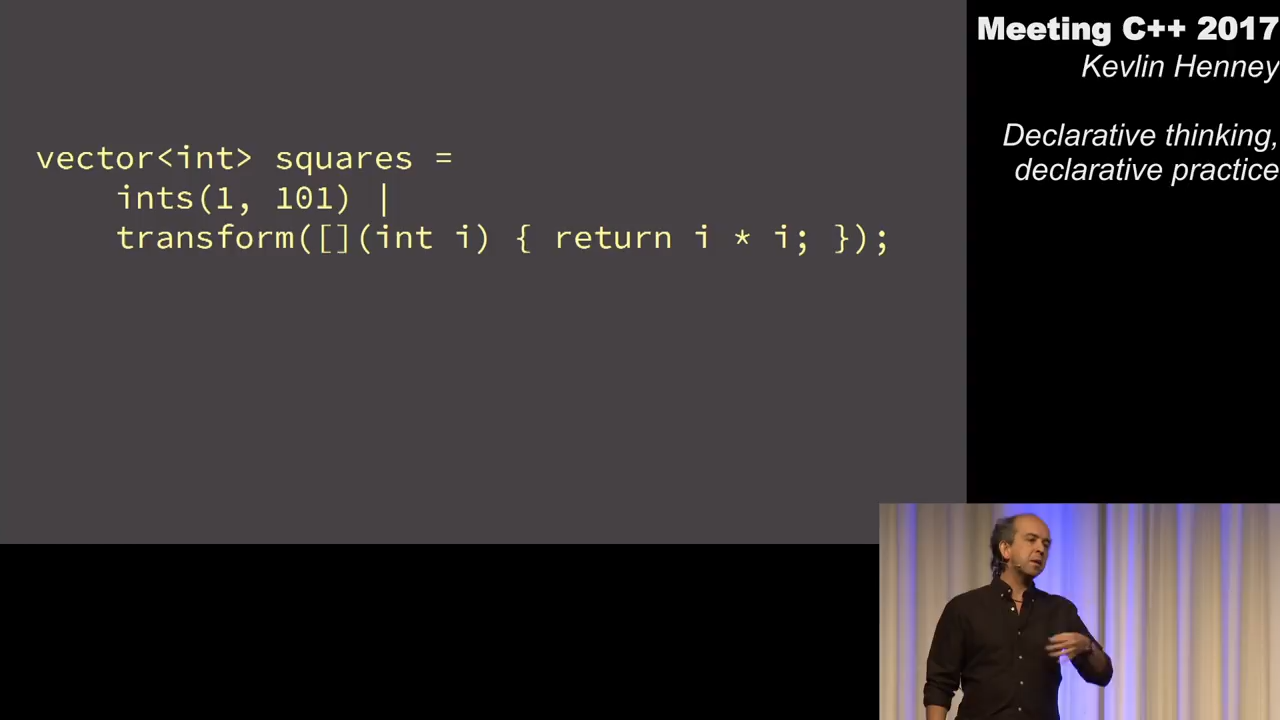 vector<int> squares =
    ints(1, 101) |
    transform([](int i) { return i * i; });
Meeting C++ 2017
Kevlin Henney
Declarative thinking,
declarative practice